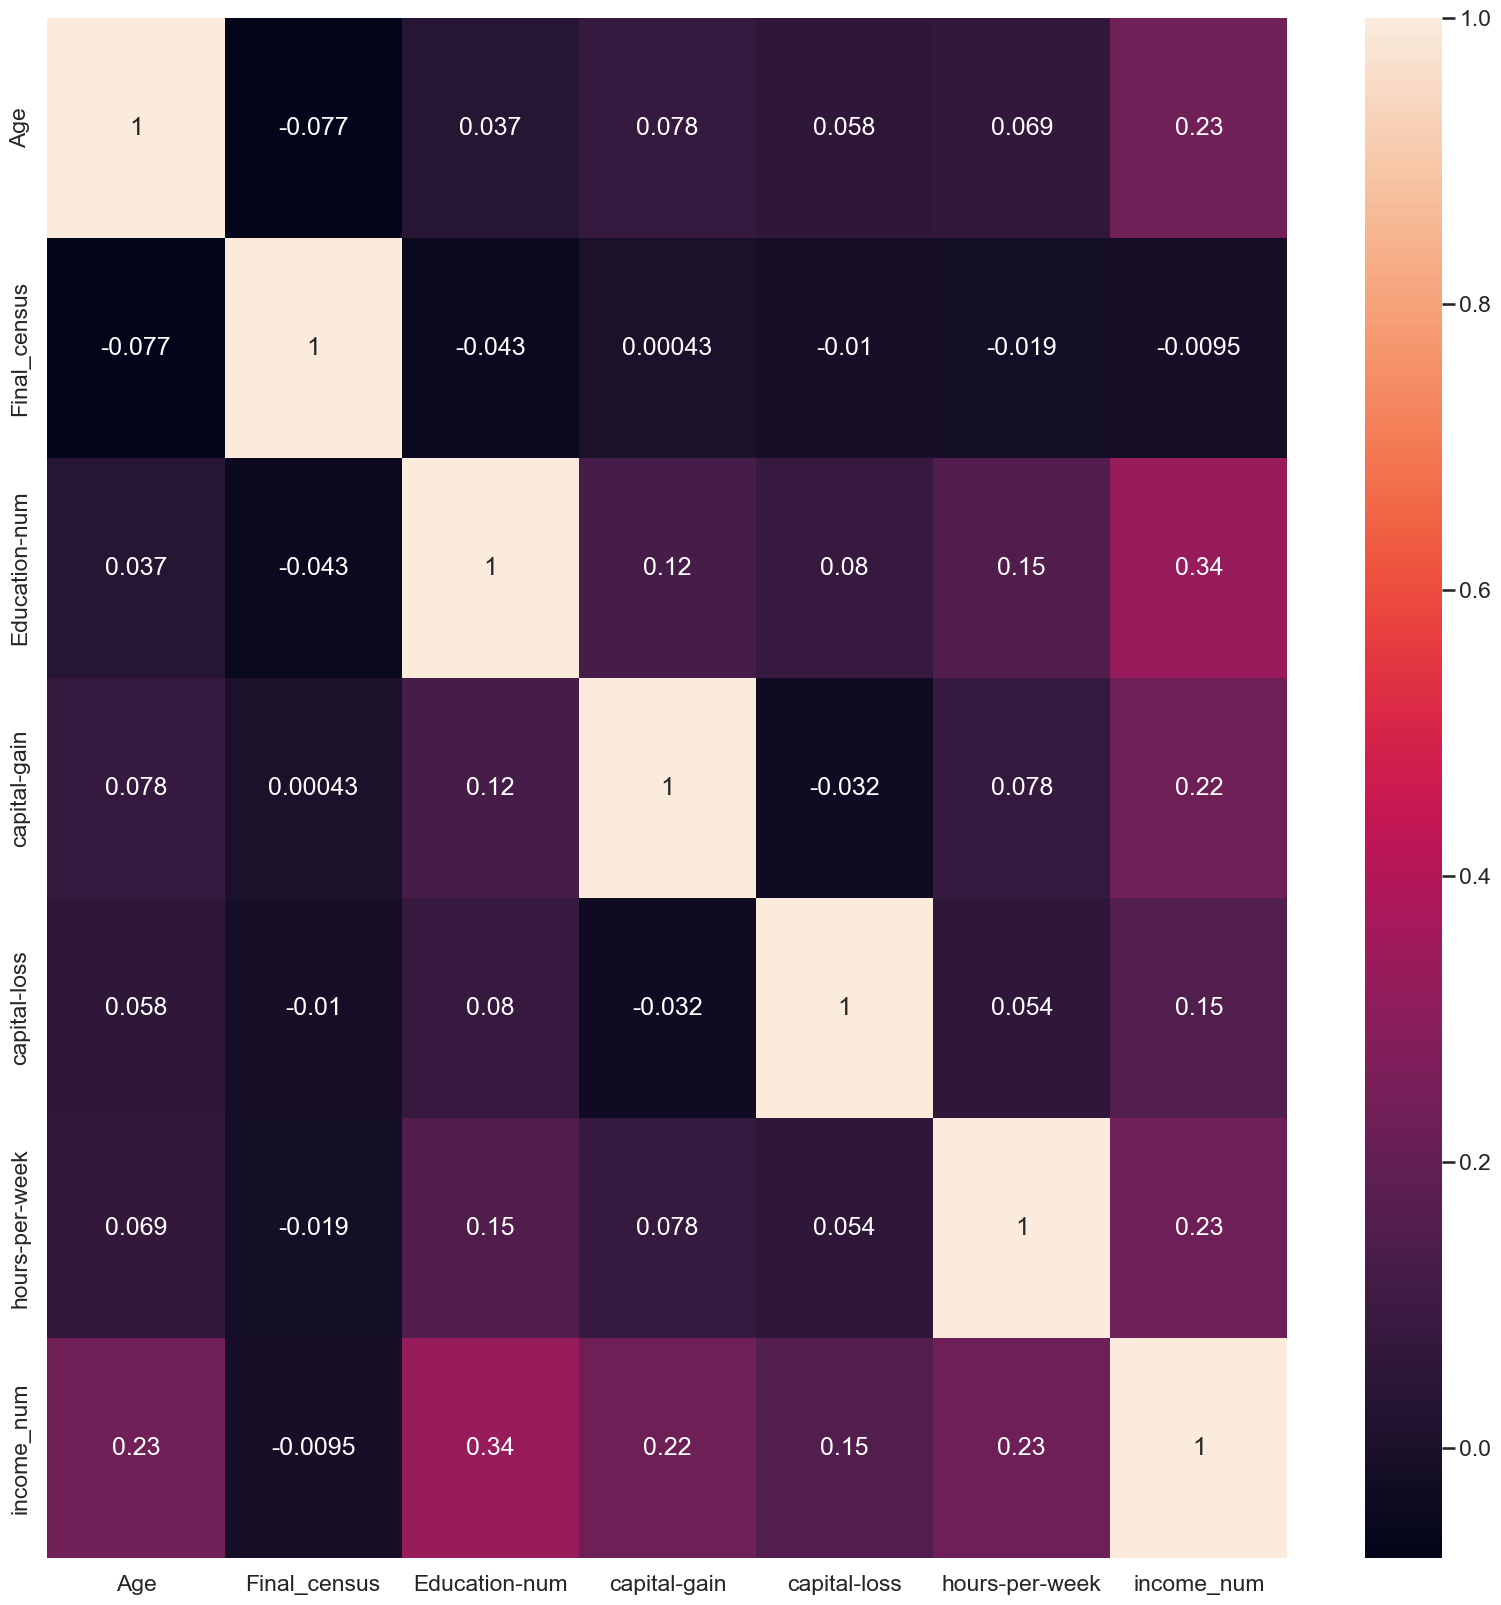 Age 1 -0.077 0.037 0.078 0.058 0.069 0.23
Final_census -0.077 1 -0.043 0.00043 -0.01 -0.019 -0.0095
Education-num 0.037 -0.043 1 0.12 0.08 0.15 0.34
capital-gain 0.078 0.00043 0.12 1 -0.032 0.078 0.22
capital-loss 0.058 -0.01 0.08 -0.032 1 0.054 0.15
hours-per-week 0.069 -0.019 0.15 0.078 0.054 1 0.23
income_num 0.23 -0.0095 0.34 0.22 0.15 0.23 1
Age Final_census Education-num capital-gain capital-loss hours-per-week income_num
1.0
0.8
0.6
0.4
0.2
0.0